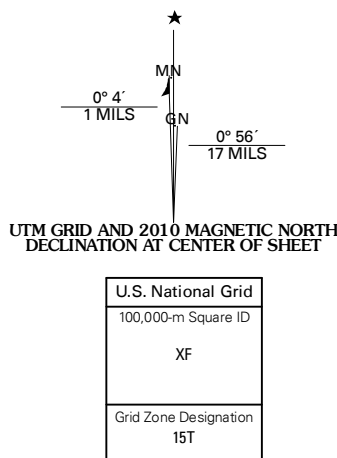 ★
MN
0° 4´
1 MILS
GN
0° 56´
17 MILS
UTM GRID AND 2010 MAGNETIC NORTH
DECLINATION AT CENTER OF SHEET
U.S. National Grid
100,000-m Square ID
XF
Grid Zone Designation
15T